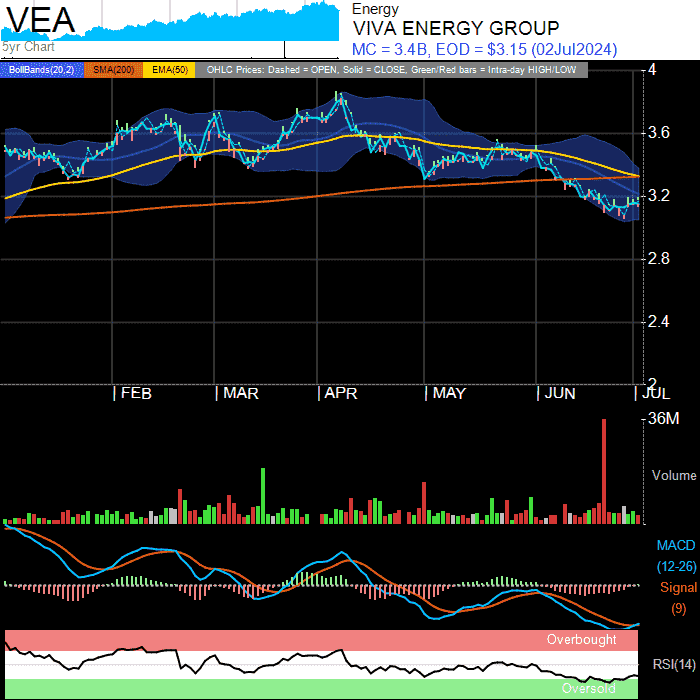 VEA
5yr Chart
Energy
VIVA ENERGY GROUP
MC = 3.4B, EOD = $3.15 (02Jul2024)
BollBands(20,2) SMA(200) EMA(50) OHLC Prices: Dashed = OPEN, Solid = CLOSE, Green/Red bars = Intra-day HIGH/LOW
4
3.6
3.2
2.8
2.4
2
FEB MAR APR MAY JUN JUL
36M
Volume
MACD
(12-26)
Signal
(9)
Overbought
RSI(14)
Oversold